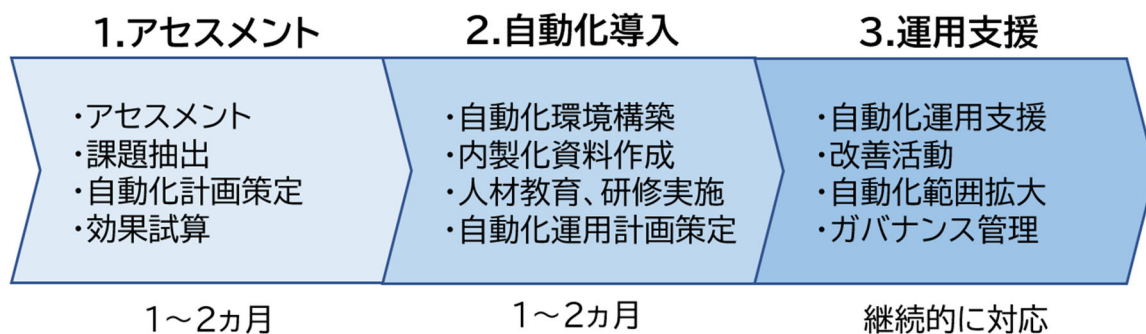 1.アセスメント
・アセスメント
・課題抽出
・自動化計画策定
・効果試算
1～2ヵ月
2.自動化導入
・自動化環境構築
・内製化資料作成
・人材教育、研修実施
・自動化運用計画策定
1～2ヵ月
3.運用支援
・自動化運用支援
・改善活動
・自動化範囲拡大
・ガバナンス管理
継続的に対応